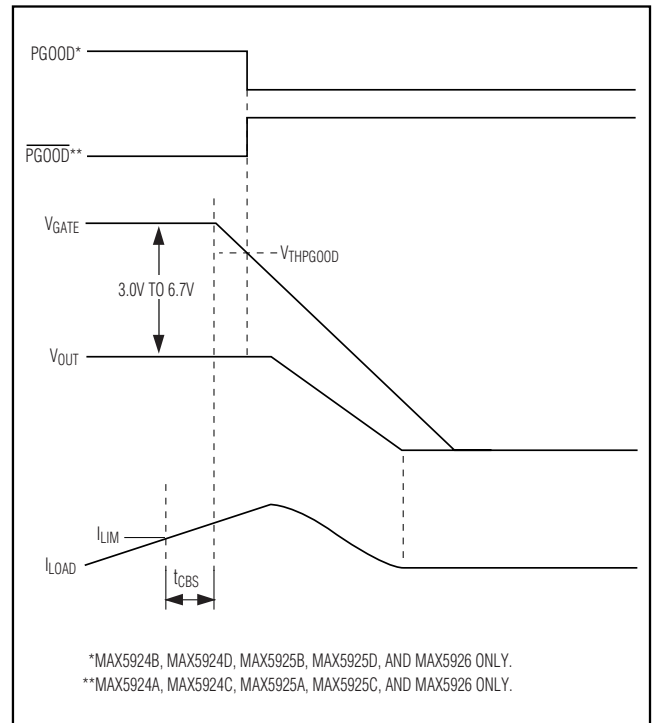 PGOOD*
PGOOD**
VGATE
VTHPGOOD
3.0V TO 6.7V
VOUT
ILIM
ILOAD
tCBS
*MAX5924B, MAX5924D, MAX5925B, MAX5925D, AND MAX5926 ONLY.
**MAX5924A, MAX5924C, MAX5925A, MAX5925C, AND MAX5926 ONLY.